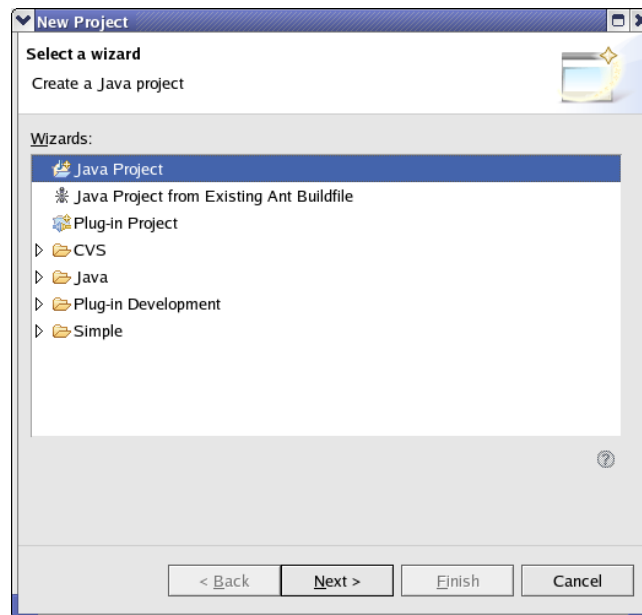 New Project
Select a wizard
Create a Java project
Wizards:
Java Project
Java Project from Existing Ant Buildfile
Plug-in Project
CVS
Java
Plug-in Development
Simple
?
< Back Next > Finish Cancel